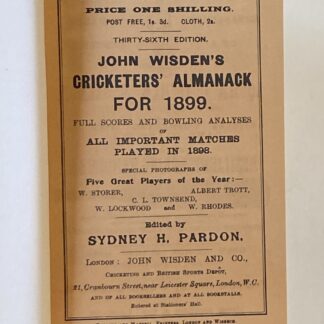 PRICE ONE SHILLING.
POST FREE, 1s. 3d. CLOTH, 2s.
THIRTY-SIXTH EDITION.
JOHN WISDEN'S
CRICKETERS' ALMANACK
FOR 1899.
FULL SCORES AND BOWLING ANALYSES
OF
ALL IMPORTANT MATCHES
PLAYED IN 1898.
SPECIAL PHOTOGRAPHS OF
Five Great Players of the Year:—
W. STORER, ALBERT TROTT,
C. L. TOWNSEND,
W. LOCKWOOD and W. RHODES.
Edited by
SYDNEY H. PARDON.
LONDON: JOHN WISDEN AND CO.,
CRICKETING AND BRITISH SPORTS DEPÔT,
21, Cranbourn Street, near Leicester Square, London, W.C.
AND OF ALL BOOKSELLERS AND AT ALL BOOKSTALLS.
Entered at Stationers' Hall.
PRINTERS, LONDON AND